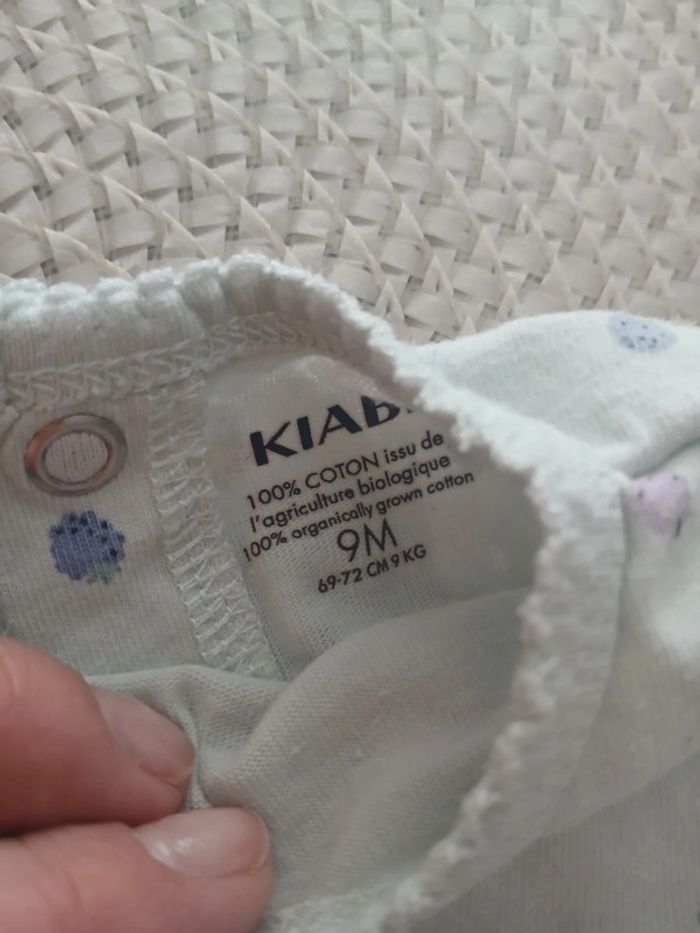 KIAB
100% COTON issu de
l'agriculture biologique
100% organically grown cotton
9M
69-72 CM 9 KG